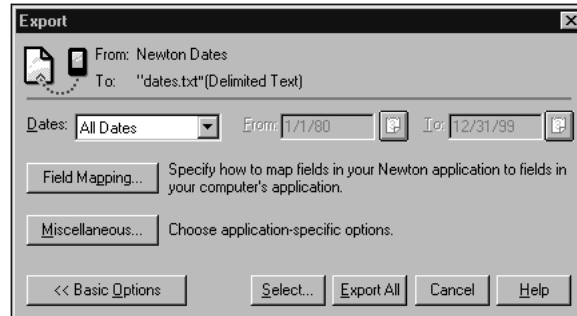 Export
From: Newton Dates
To: "dates.txt"(Delimited Text)
Dates: All Dates From: 1/1/80 To: 12/31/99
Field Mapping... Specify how to map fields in your Newton application to fields in
your computer's application.
Miscellaneous... Choose application-specific options.
<< Basic Options Select... Export All Cancel Help